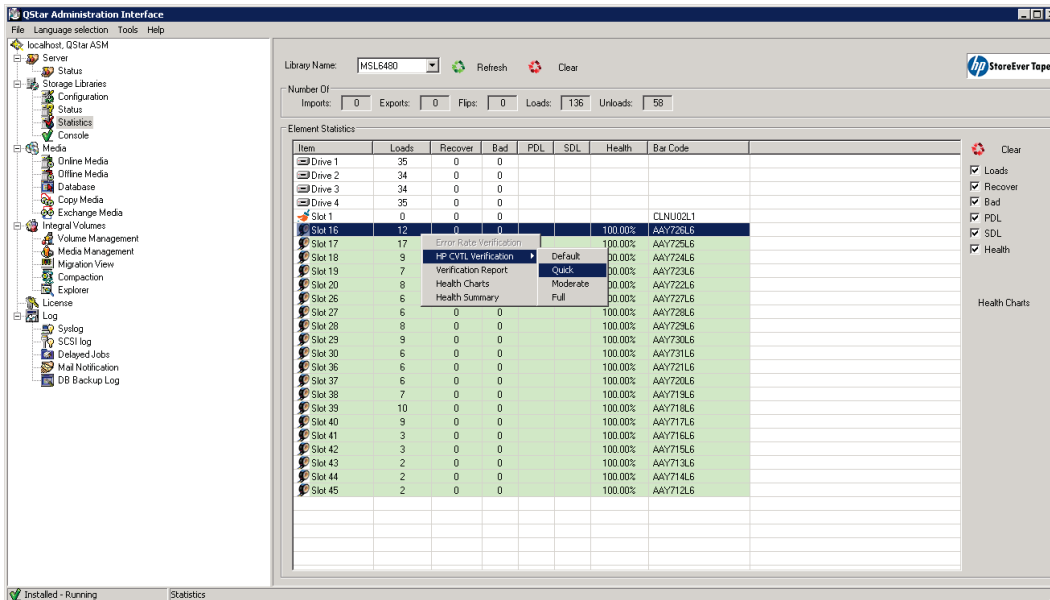 QStar Administration Interface
File Language selection Tools Help
localhost, QStar ASM
Server
Status
Storage Libraries
Configuration
Status
Statistics
Console
Media
Online Media
Offline Media
Database
Copy Media
Exchange Media
Integral Volumes
Volume Management
Media Management
Migration View
Compaction
Explorer
License
Log
Syslog
SCSI log
Delayed Jobs
Mail Notification
DB Backup Log
Library Name: MSL6480 Refresh Clear
hp StoreEver Tape
Number Of
Imports: 0 Exports: 0 Flips: 0 Loads: 136 Unloads: 58
Element Statistics
Item Loads Recover Bad PDL SDL Health Bar Code
Drive 1 35 0 0
Drive 2 34 0 0
Drive 3 34 0 0
Drive 4 35 0 0
Slot 1 0 0 0 CLNU02L1
Slot 16 12 0 0 100.00% AAY726L6
Slot 17 17 100.00% AAY725L6
Slot 18 9 00.00% AAY724L6
Slot 19 7 00.00% AAY723L6
Slot 20 8 00.00% AAY722L6
Slot 26 6 00.00% AAY727L6
Slot 27 6 0 0 100.00% AAY728L6
Slot 28 8 0 0 100.00% AAY729L6
Slot 29 9 0 0 100.00% AAY730L6
Slot 30 6 0 0 100.00% AAY731L6
Slot 36 6 0 0 100.00% AAY721L6
Slot 37 6 0 0 100.00% AAY720L6
Slot 38 7 0 0 100.00% AAY719L6
Slot 39 10 0 0 100.00% AAY718L6
Slot 40 9 0 0 100.00% AAY717L6
Slot 41 3 0 0 100.00% AAY716L6
Slot 42 3 0 0 100.00% AAY715L6
Slot 43 2 0 0 100.00% AAY713L6
Slot 44 2 0 0 100.00% AAY714L6
Slot 45 2 0 0 100.00% AAY712L6
Error Rate Verification
HP CVTL Verification
Verification Report
Health Charts
Health Summary
Default
Quick
Moderate
Full
Clear
Loads
Recover
Bad
PDL
SDL
Health
Health Charts
Installed - Running Statistics